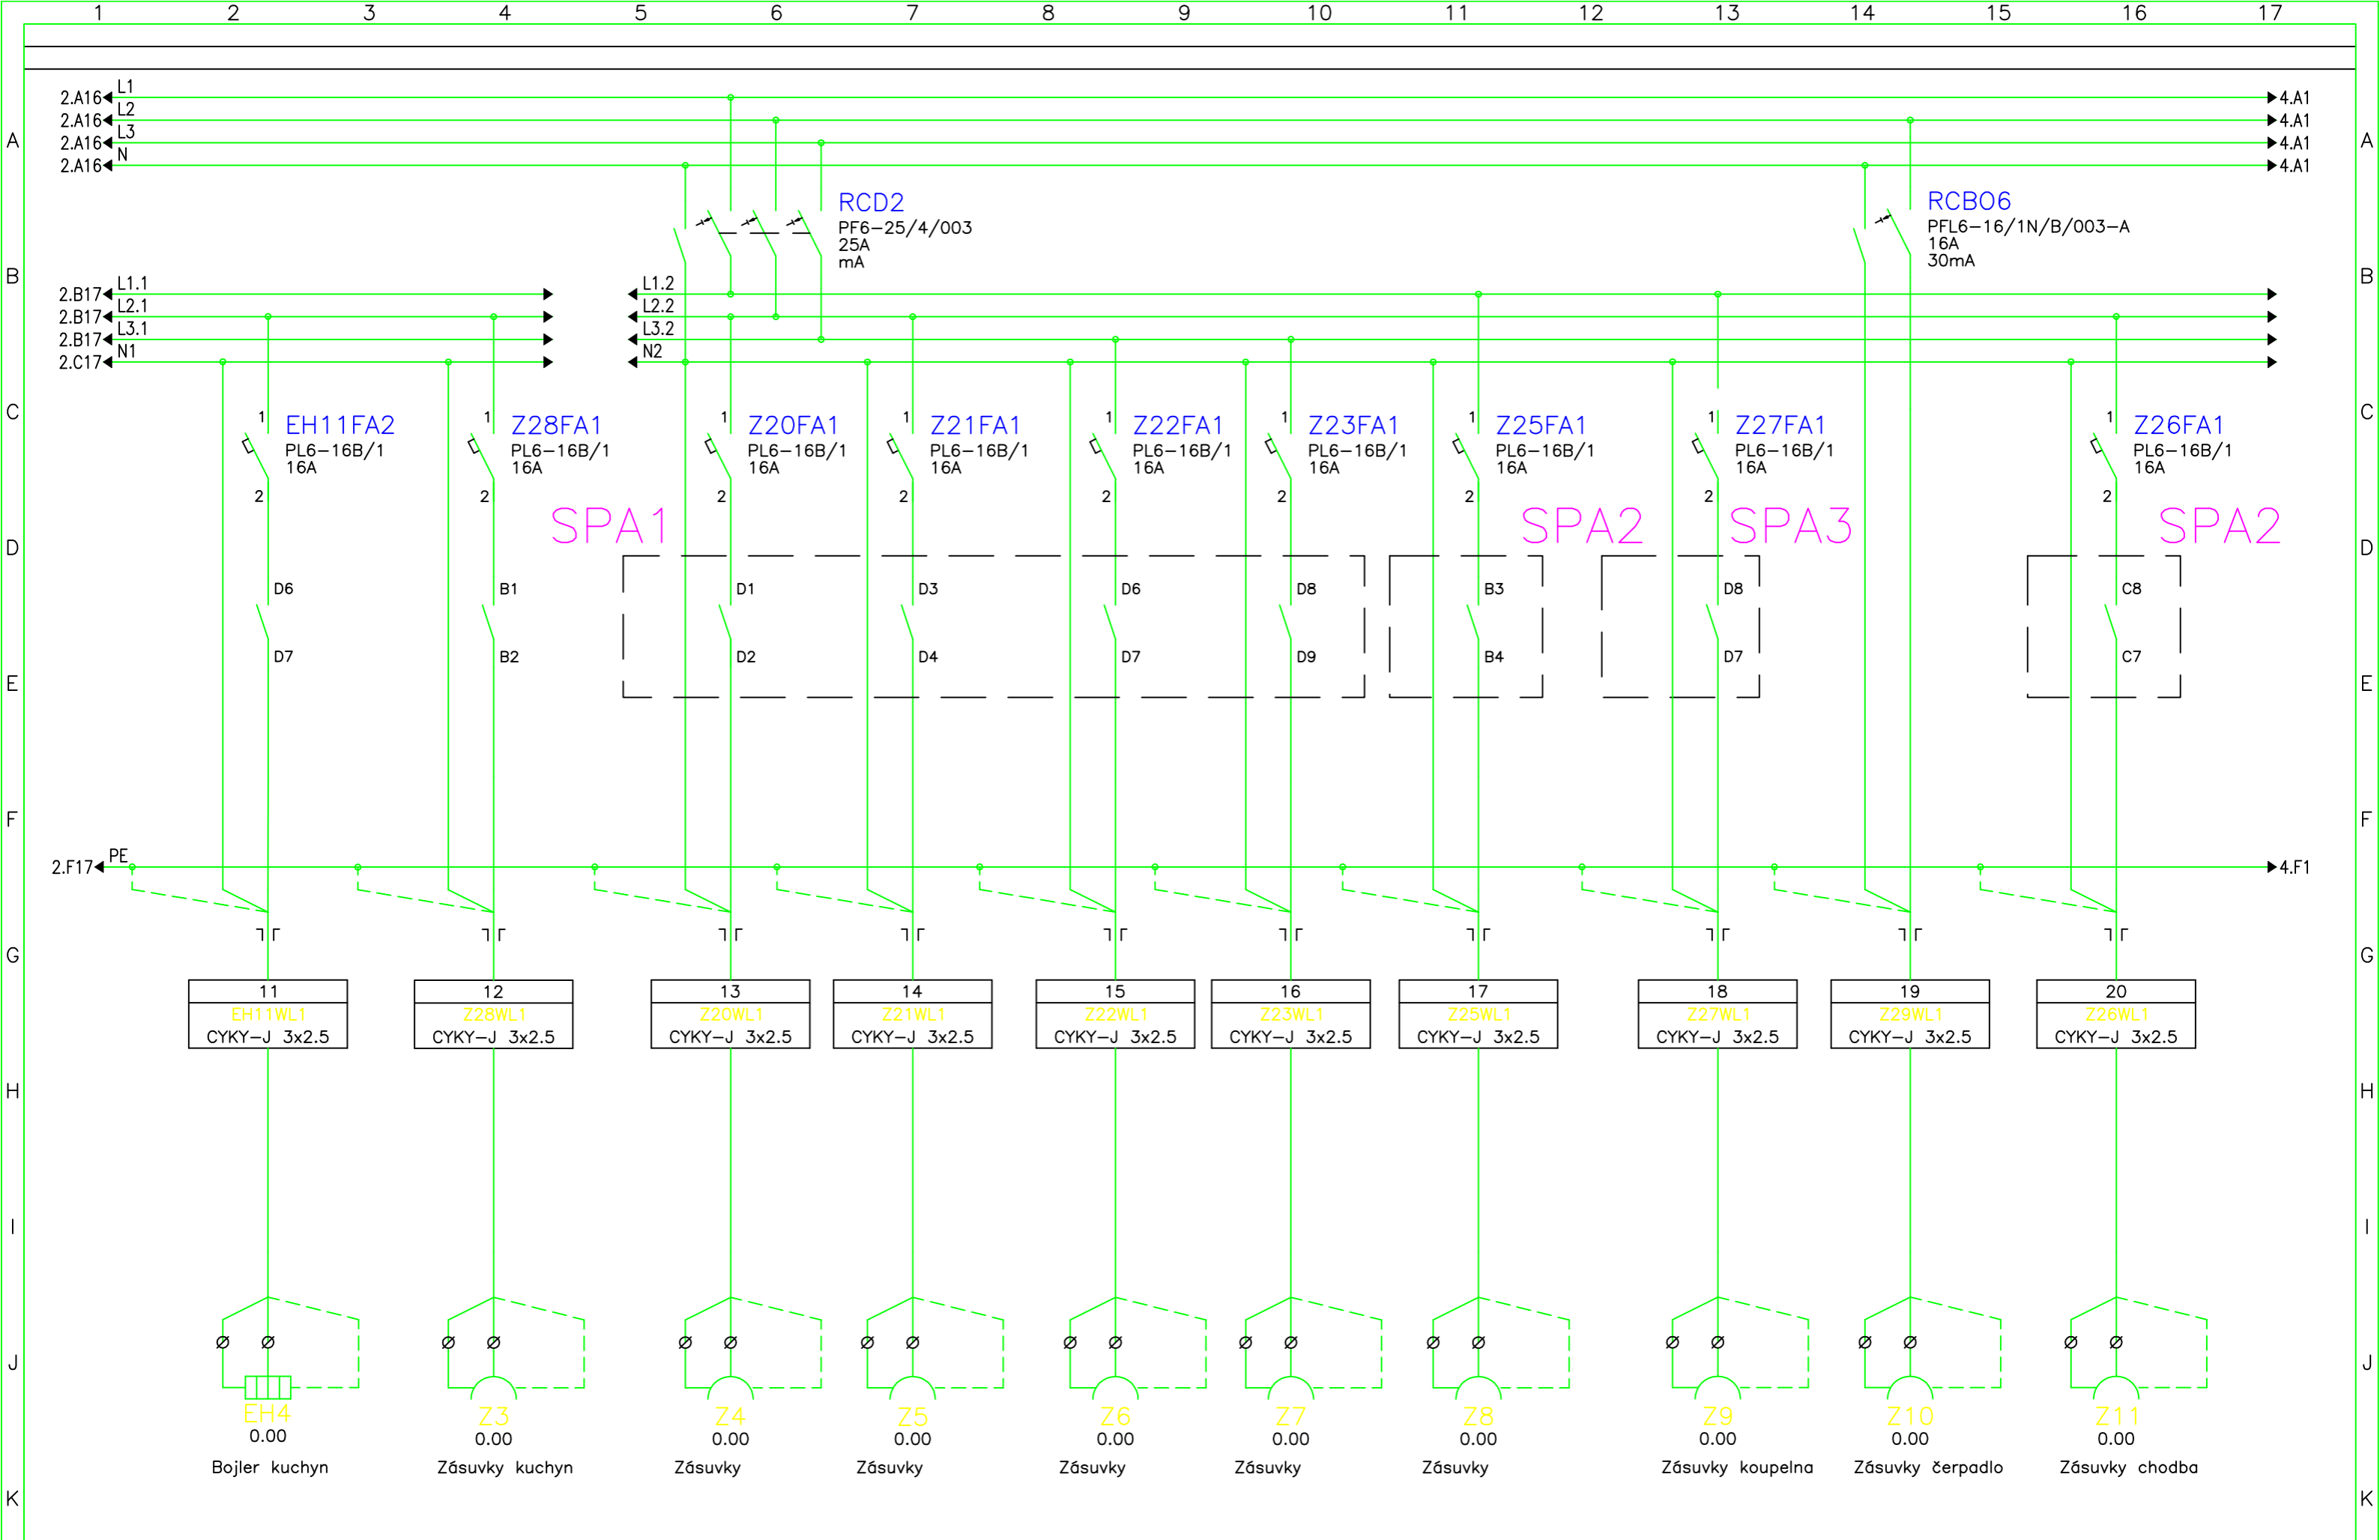 1 2 3 4 5 6 7 8 9 10 11 12 13 14 15 16 17
2.A16 L1 4.A1
2.A16 L2 4.A1
A 2.A16 L3 4.A1 A
2.A16 N 4.A1
RCD2
PF6-25/4/003
25A
mA
RCBO6
PFL6-16/1N/B/003-A
16A
30mA
B B
2.B17 L1.1 L1.2
2.B17 L2.1 L2.2
2.B17 L3.1 L3.2
2.C17 N1 N2
C C
1 EH11FA2
PL6-16B/1
16A
2
1 Z28FA1
PL6-16B/1
16A
2
1 Z20FA1
PL6-16B/1
16A
2
1 Z21FA1
PL6-16B/1
16A
2
1 Z22FA1
PL6-16B/1
16A
2
1 Z23FA1
PL6-16B/1
16A
2
1 Z25FA1
PL6-16B/1
16A
2
1 Z27FA1
PL6-16B/1
16A
2
1 Z26FA1
PL6-16B/1
16A
2
SPA1 SPA2 SPA3 SPA2
D D
D6 B1 D1 D3 D6 D8 B3 D8 C8
D7 B2 D2 D4 D7 D9 B4 D7 C7
E E
F F
2.F17 PE 4.F1
G G
11 12 13 14 15 16 17 18 19 20
EH11WL1 Z28WL1 Z20WL1 Z21WL1 Z22WL1 Z23WL1 Z25WL1 Z27WL1 Z29WL1 Z26WL1
CYKY-J 3x2.5 CYKY-J 3x2.5 CYKY-J 3x2.5 CYKY-J 3x2.5 CYKY-J 3x2.5 CYKY-J 3x2.5 CYKY-J 3x2.5 CYKY-J 3x2.5 CYKY-J 3x2.5 CYKY-J 3x2.5
H H
I I
J J
EH4 Z3 Z4 Z5 Z6 Z7 Z8 Z9 Z10 Z11
0.00 0.00 0.00 0.00 0.00 0.00 0.00 0.00 0.00 0.00
Bojler kuchyn Zásuvky kuchyn Zásuvky Zásuvky Zásuvky Zásuvky Zásuvky Zásuvky koupelna Zásuvky čerpadlo Zásuvky chodba
K K